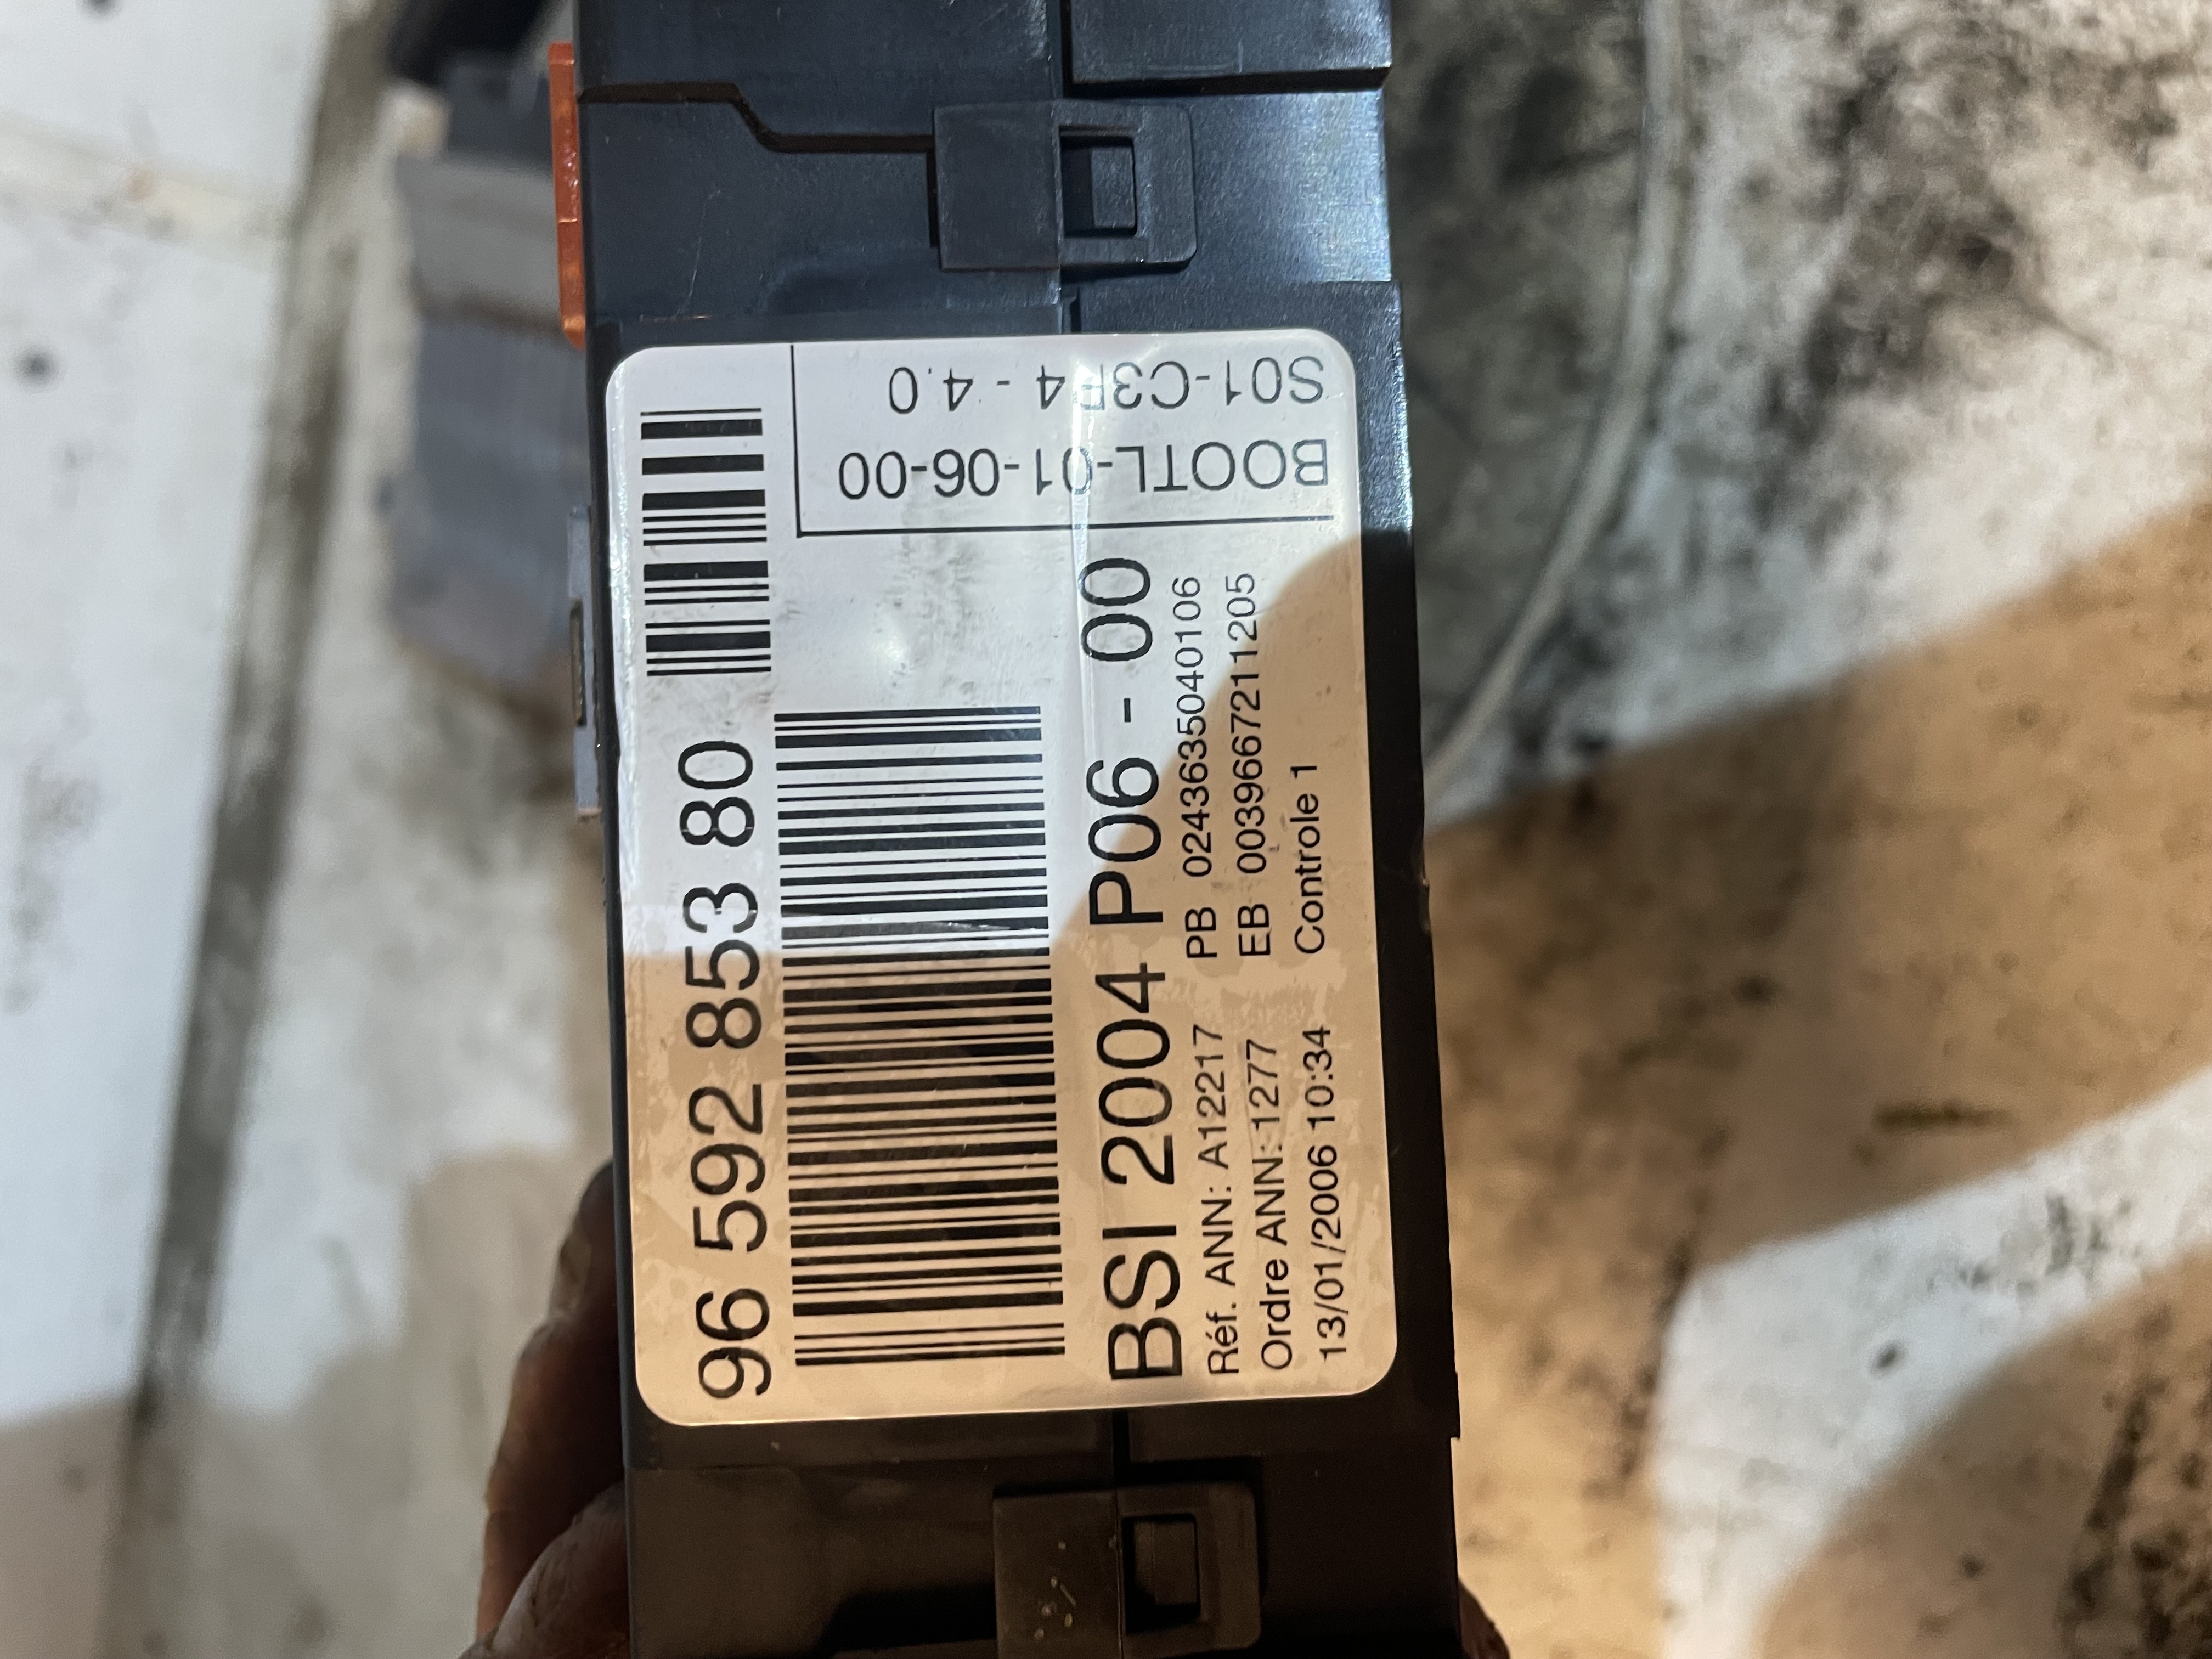 96 592 853 80
BSI 2004 P06 - 00
Réf. ANN: A12217 PB 0243635040106
Ordre ANN: 1277 EB 00396667211205
13/01/2006 10:34 Controle 1
BOOTL-01-06-00
S01-C3F4 - 4.0